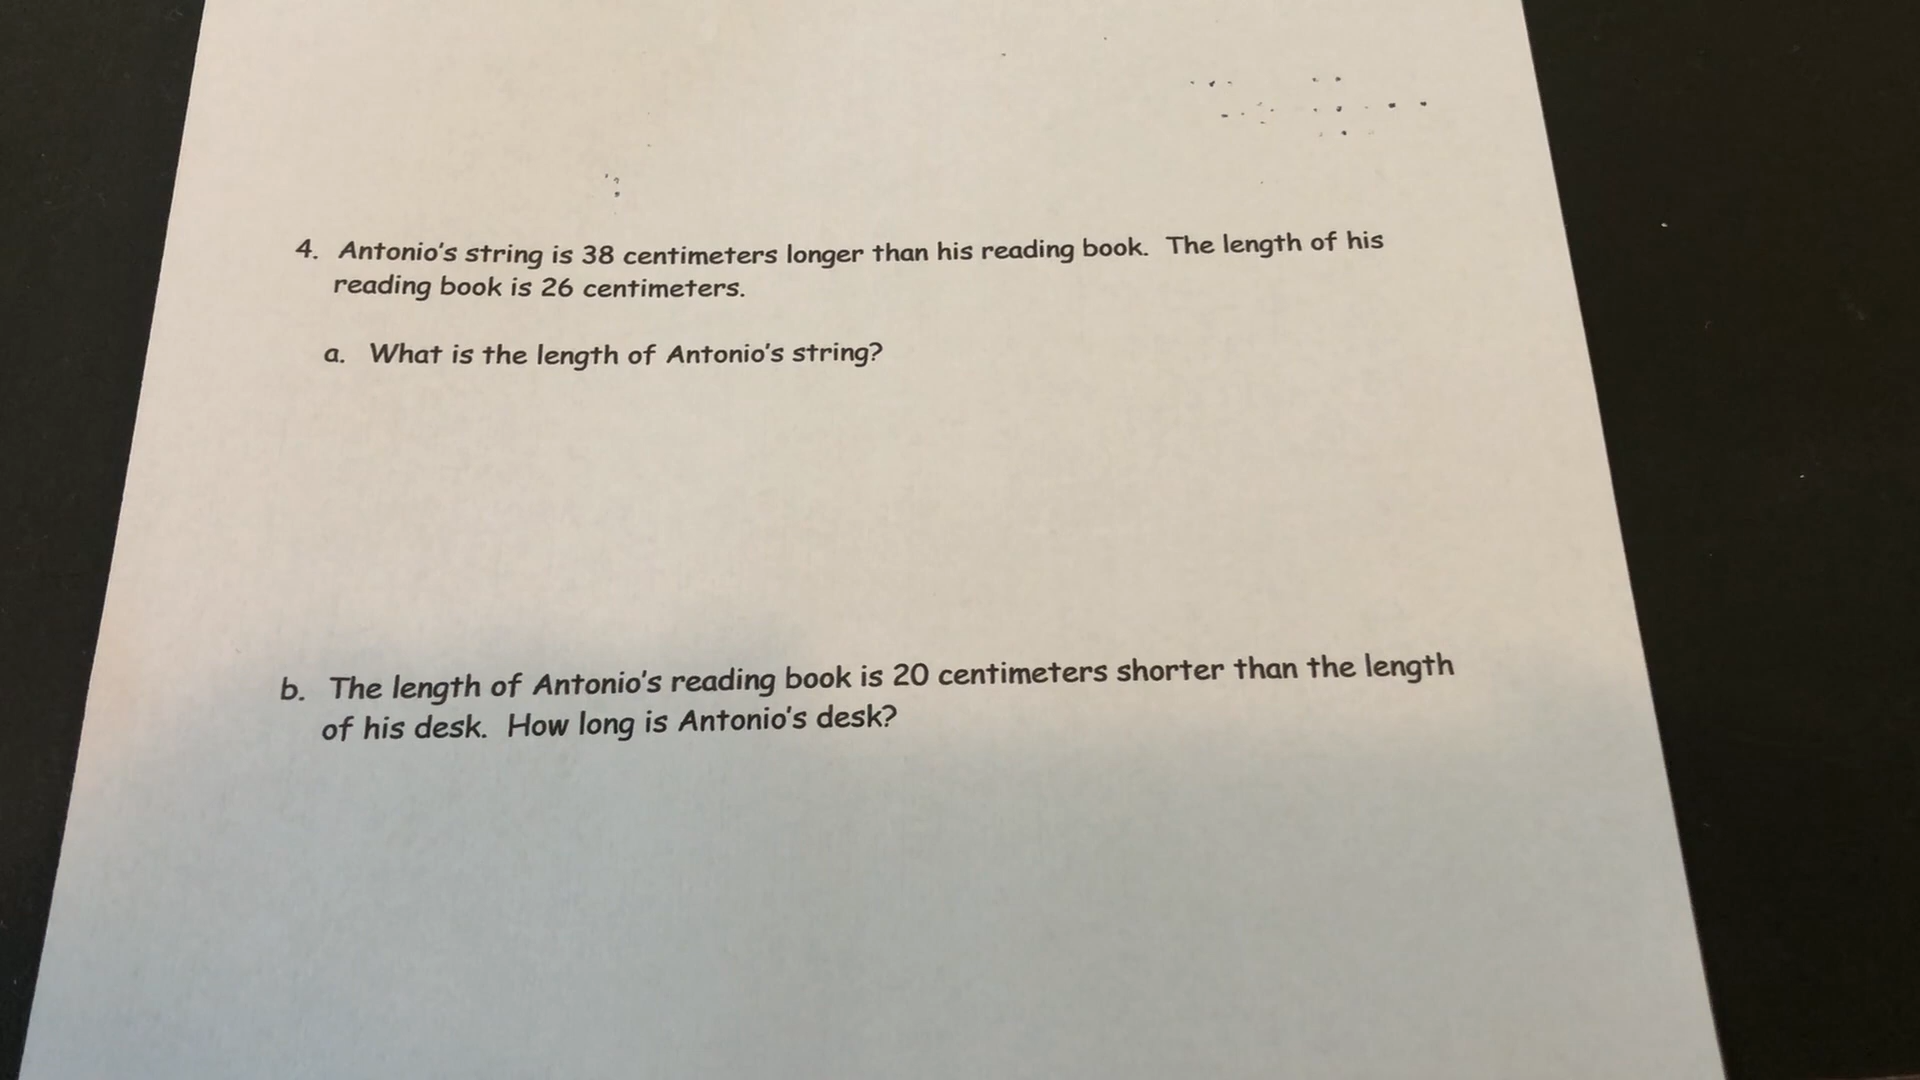 4. Antonio's string is 38 centimeters longer than his reading book. The length of his
reading book is 26 centimeters.
a. What is the length of Antonio's string?
b. The length of Antonio's reading book is 20 centimeters shorter than the length
of his desk. How long is Antonio's desk?